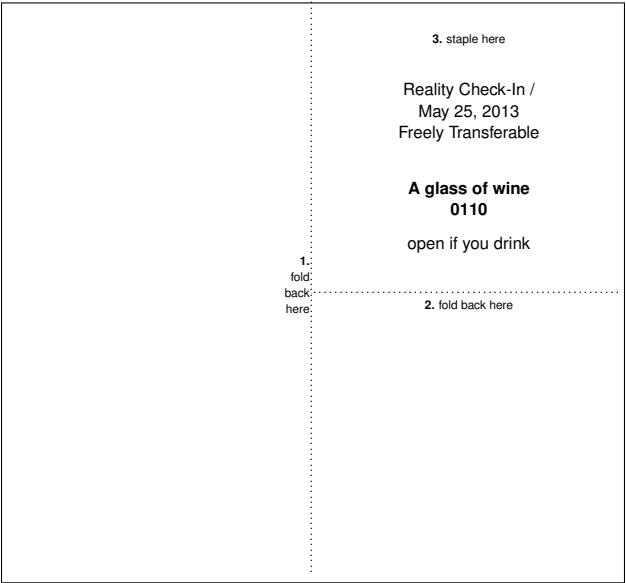 3. staple here
Reality Check-In /
May 25, 2013
Freely Transferable
A glass of wine
0110
open if you drink
1.
fold
back
here
2. fold back here